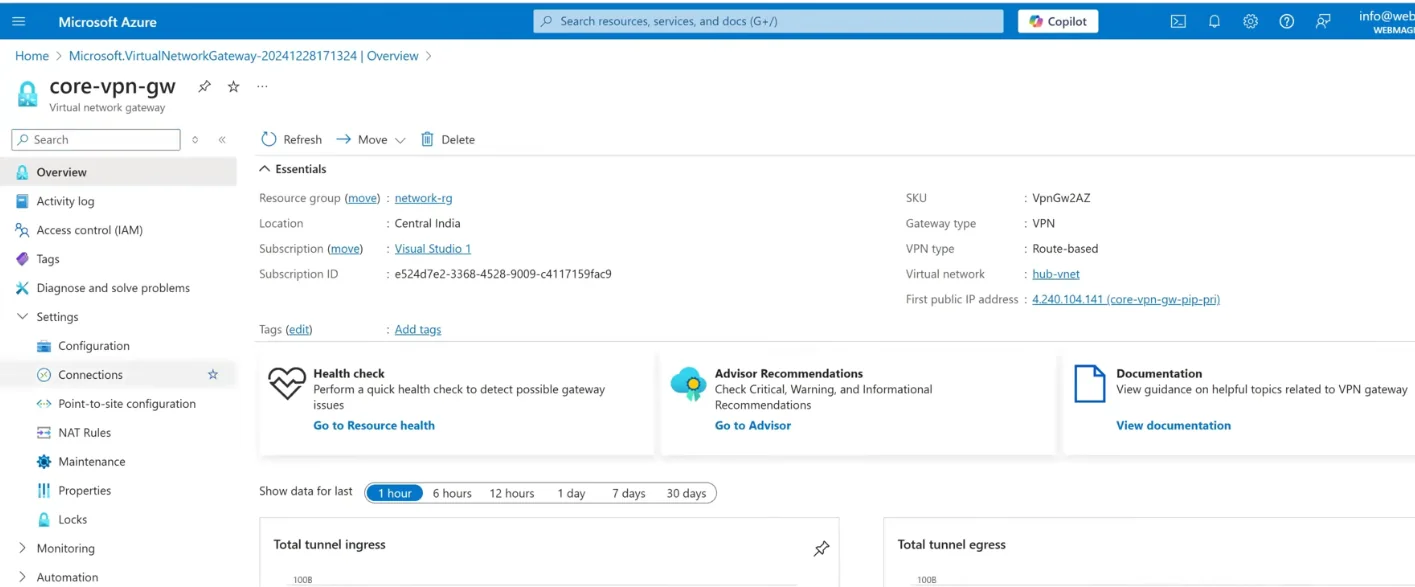 Microsoft Azure
Search resources, services, and docs (G+/)
Copilot
info@web
WEBMAGI
Home > Microsoft.VirtualNetworkGateway-20241228171324 | Overview >
core-vpn-gw
Virtual network gateway
Search
Refresh Move Delete
Overview
Activity log
Access control (IAM)
Tags
Diagnose and solve problems
Settings
Configuration
Connections
Point-to-site configuration
NAT Rules
Maintenance
Properties
Locks
Monitoring
Automation
Essentials
Resource group (move) : network-rg
Location : Central India
Subscription (move) : Visual Studio 1
Subscription ID : e524d7e2-3368-4528-9009-c4117159fac9
SKU : VpnGw2AZ
Gateway type : VPN
VPN type : Route-based
Virtual network : hub-vnet
First public IP address : 4.240.104.141 (core-vpn-gw-pip-pri)
Tags (edit) : Add tags
Health check
Perform a quick health check to detect possible gateway
issues
Go to Resource health
Advisor Recommendations
Check Critical, Warning, and Informational
Recommendations
Go to Advisor
Documentation
View guidance on helpful topics related to VPN gateway
View documentation
Show data for last 1 hour 6 hours 12 hours 1 day 7 days 30 days
Total tunnel ingress
100B
Total tunnel egress
100B